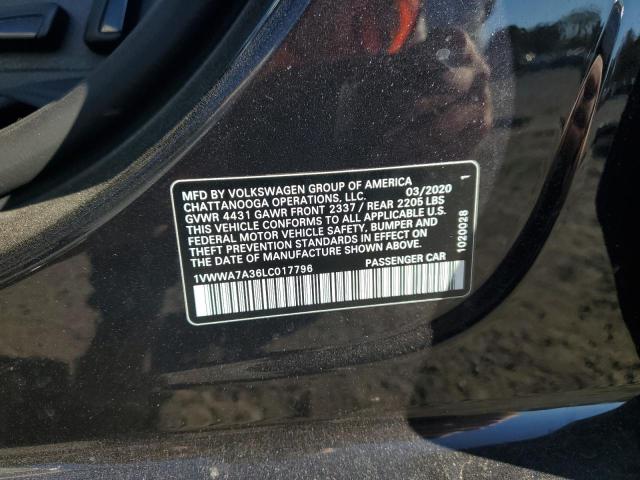 MFD BY VOLKSWAGEN GROUP OF AMERICA
CHATTANOOGA OPERATIONS, LLC. 03/2020 1
GVWR 4431 GAWR FRONT 2337 / REAR 2205 LBS
THIS VEHICLE CONFORMS TO ALL APPLICABLE U.S.
FEDERAL MOTOR VEHICLE SAFETY, BUMPER AND
THEFT PREVENTION STANDARDS IN EFFECT ON
THE DATE OF MANUFACTURE SHOWN ABOVE.
1VWWA7A36LC017796 PASSENGER CAR
1020028